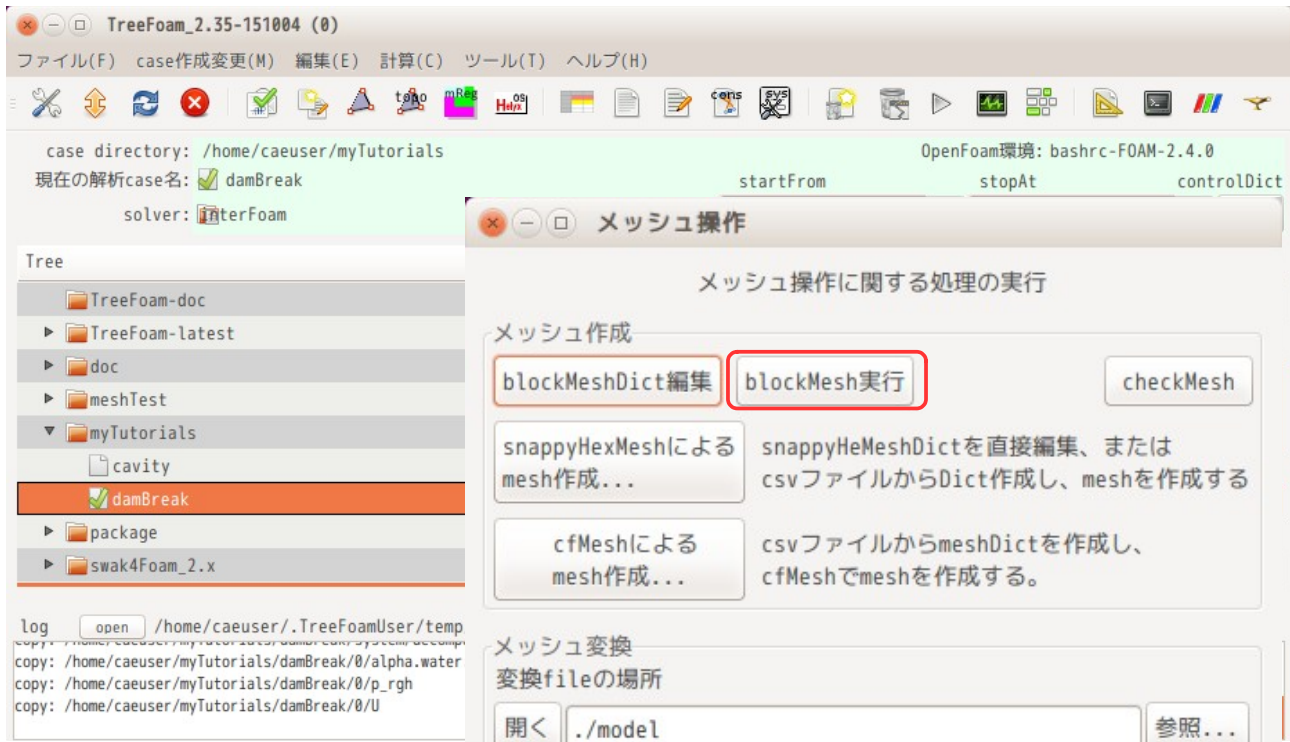 TreeFoam_2.35-151004 (0)
ファイル(F) case作成変更(M) 編集(E) 計算(C) ツール(T) ヘルプ(H)
topo mReg Helyx OS cons sys
case directory: /home/caeuser/myTutorials
OpenFoam環境: bashrc-FOAM-2.4.0
現在の解析case名: damBreak
startFrom stopAt controlDict
solver: interFoam
Tree
TreeFoam-doc
TreeFoam-latest
doc
meshTest
myTutorials
cavity
damBreak
package
swak4Foam_2.x
log open /home/caeuser/.TreeFoamUser/temp
copy: /home/caeuser/myTutorials/damBreak/0/alpha.water
copy: /home/caeuser/myTutorials/damBreak/0/p_rgh
copy: /home/caeuser/myTutorials/damBreak/0/U
メッシュ操作
メッシュ操作に関する処理の実行
メッシュ作成
blockMeshDict編集 blockMesh実行 checkMesh
snappyHexMeshによる
mesh作成...
snappyHeMeshDictを直接編集、または
csvファイルからDict作成し、meshを作成する
cfMeshによる
mesh作成...
csvファイルからmeshDictを作成し、
cfMeshでmeshを作成する。
メッシュ変換
変換fileの場所
開く ./model 参照...